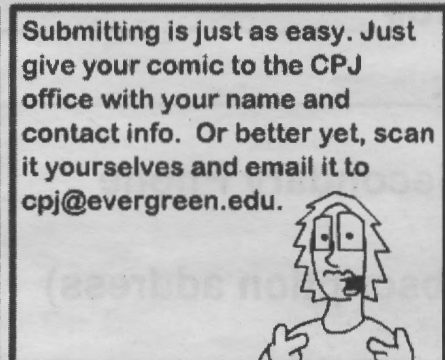 Submitting is just as easy. Just
give your comic to the CPJ
office with your name and
contact info.  Or better yet, scan
it yourselves and email it to
cpj@evergreen.edu.